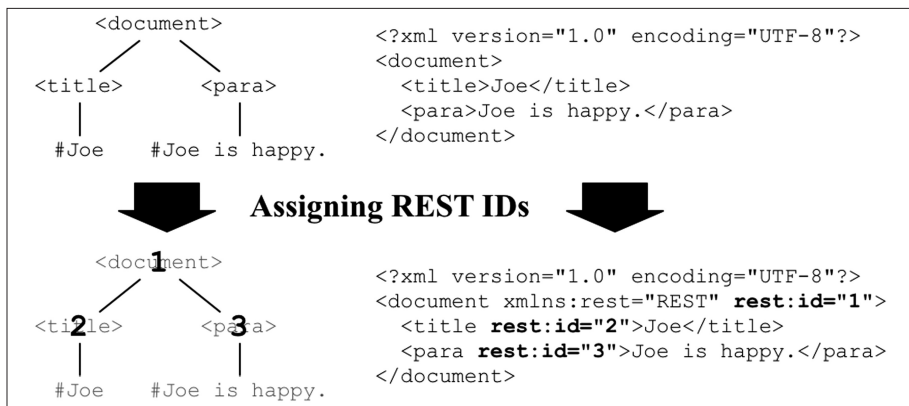 <document>
<title> <para>
#Joe #Joe is happy.
<?xml version="1.0" encoding="UTF-8"?>
<document>
  <title>Joe</title>
  <para>Joe is happy.</para>
</document>
Assigning REST IDs
<document>
1
<title> <para>
2 3
#Joe #Joe is happy.
<?xml version="1.0" encoding="UTF-8"?>
<document xmlns:rest="REST" rest:id="1">
  <title rest:id="2">Joe</title>
  <para rest:id="3">Joe is happy.</para>
</document>